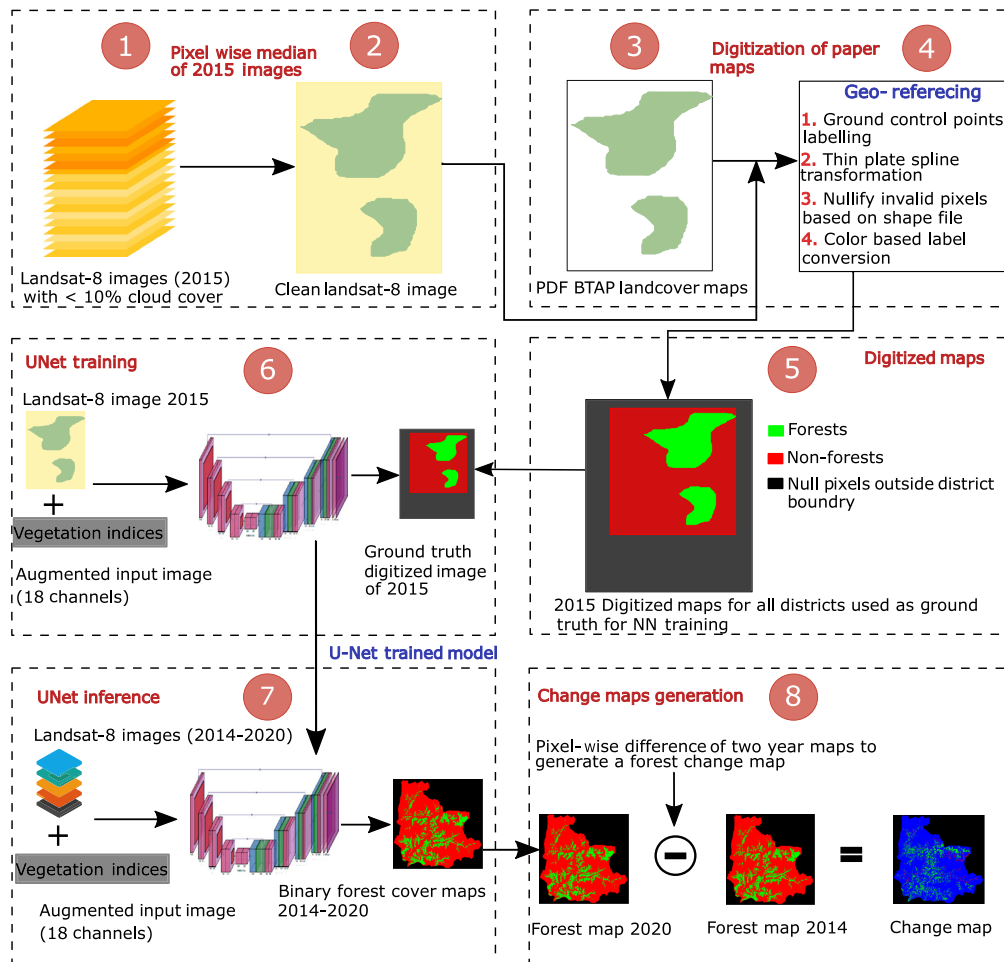 1
Pixel wise median
of 2015 images
2
Landsat-8 images (2015)
with < 10% cloud cover
Clean landsat-8 image
3
Digitization of paper
maps
4
PDF BTAP landcover maps
Geo- referecing
1. Ground control points
labelling
2. Thin plate spline
transformation
3. Nullify invalid pixels
based on shape file
4. Color based label
conversion
5
Digitized maps
Forests
Non-forests
Null pixels outside district
boundry
2015 Digitized maps for all districts used as ground
truth for NN training
UNet training
6
Landsat-8 image 2015
+
Vegetation indices
Augmented input image
(18 channels)
Ground truth
digitized image
of 2015
U-Net trained model
UNet inference
7
Landsat-8 images (2014-2020)
+
Vegetation indices
Augmented input image
(18 channels)
Binary forest cover maps
2014-2020
Change maps generation
8
Pixel-wise difference of two year maps to
generate a forest change map
−
=
Forest map 2020
Forest map 2014
Change map